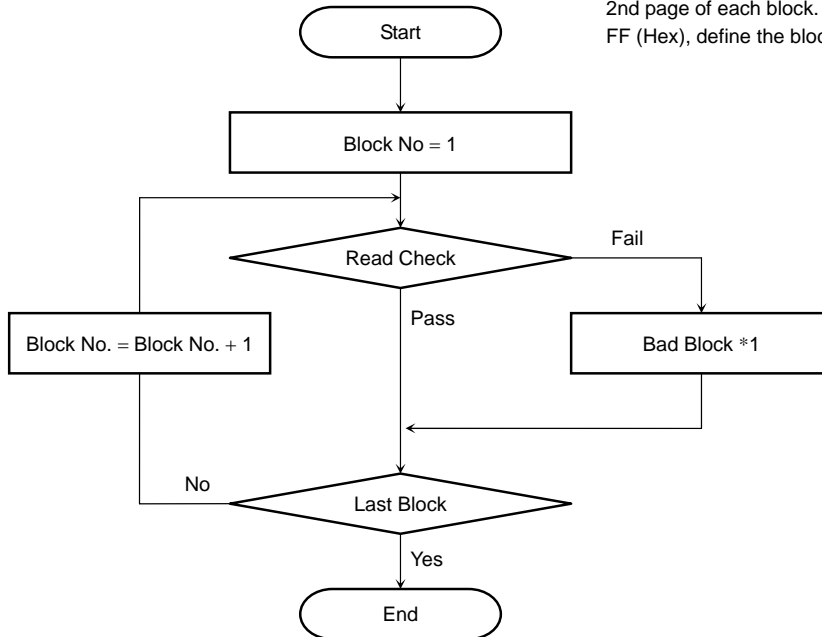 2nd page of each block.
FF (Hex), define the bloc
Start
Block No = 1
Read Check
Fail
Pass
Block No. = Block No. + 1
Bad Block *1
No
Last Block
Yes
End